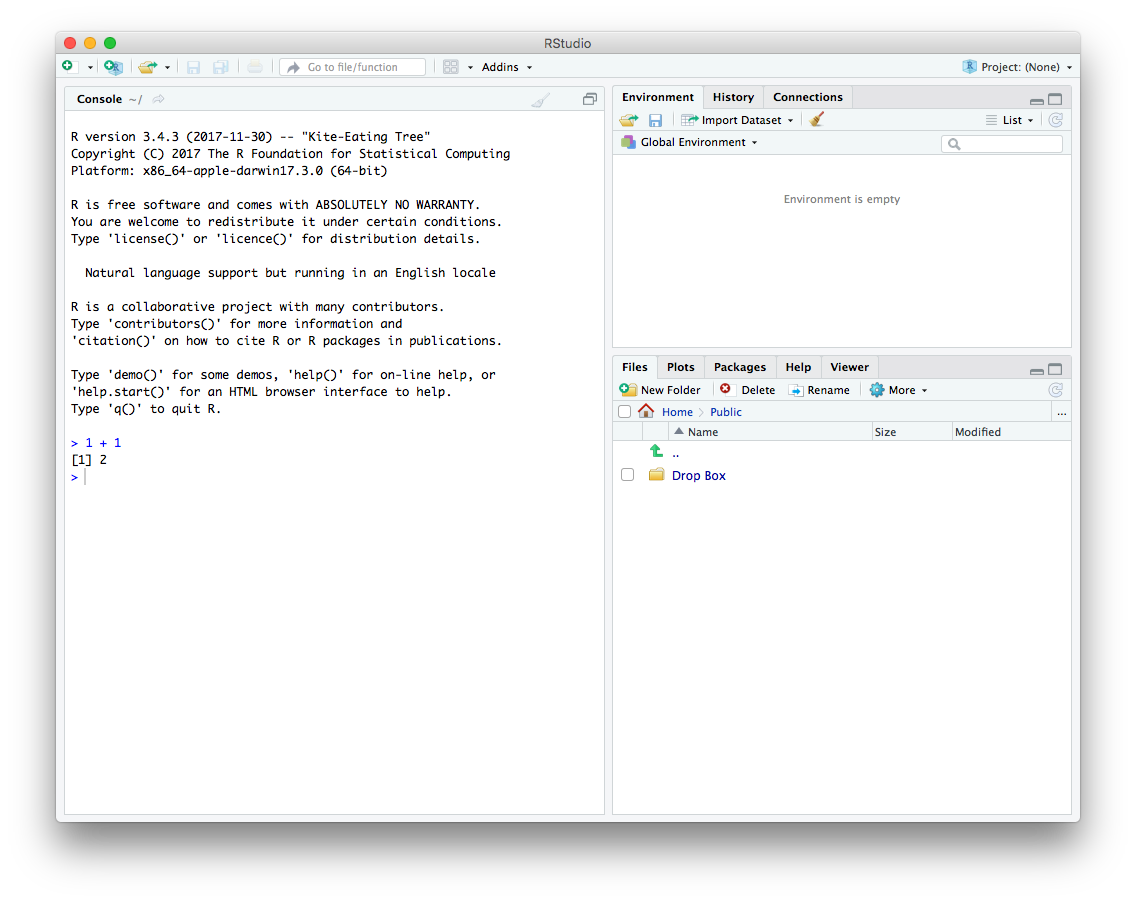 RStudio
Go to file/function
Addins
Project: (None)
Console ~/
R version 3.4.3 (2017-11-30) -- "Kite-Eating Tree"
Copyright (C) 2017 The R Foundation for Statistical Computing
Platform: x86_64-apple-darwin17.3.0 (64-bit)
R is free software and comes with ABSOLUTELY NO WARRANTY.
You are welcome to redistribute it under certain conditions.
Type 'license()' or 'licence()' for distribution details.
Natural language support but running in an English locale
R is a collaborative project with many contributors.
Type 'contributors()' for more information and
'citation()' on how to cite R or R packages in publications.
Type 'demo()' for some demos, 'help()' for on-line help, or
'help.start()' for an HTML browser interface to help.
Type 'q()' to quit R.
> 1 + 1
[1] 2
>
Environment History Connections
Import Dataset List
Global Environment
Environment is empty
Files Plots Packages Help Viewer
New Folder Delete Rename More
Home Public ...
Name Size Modified
..
Drop Box